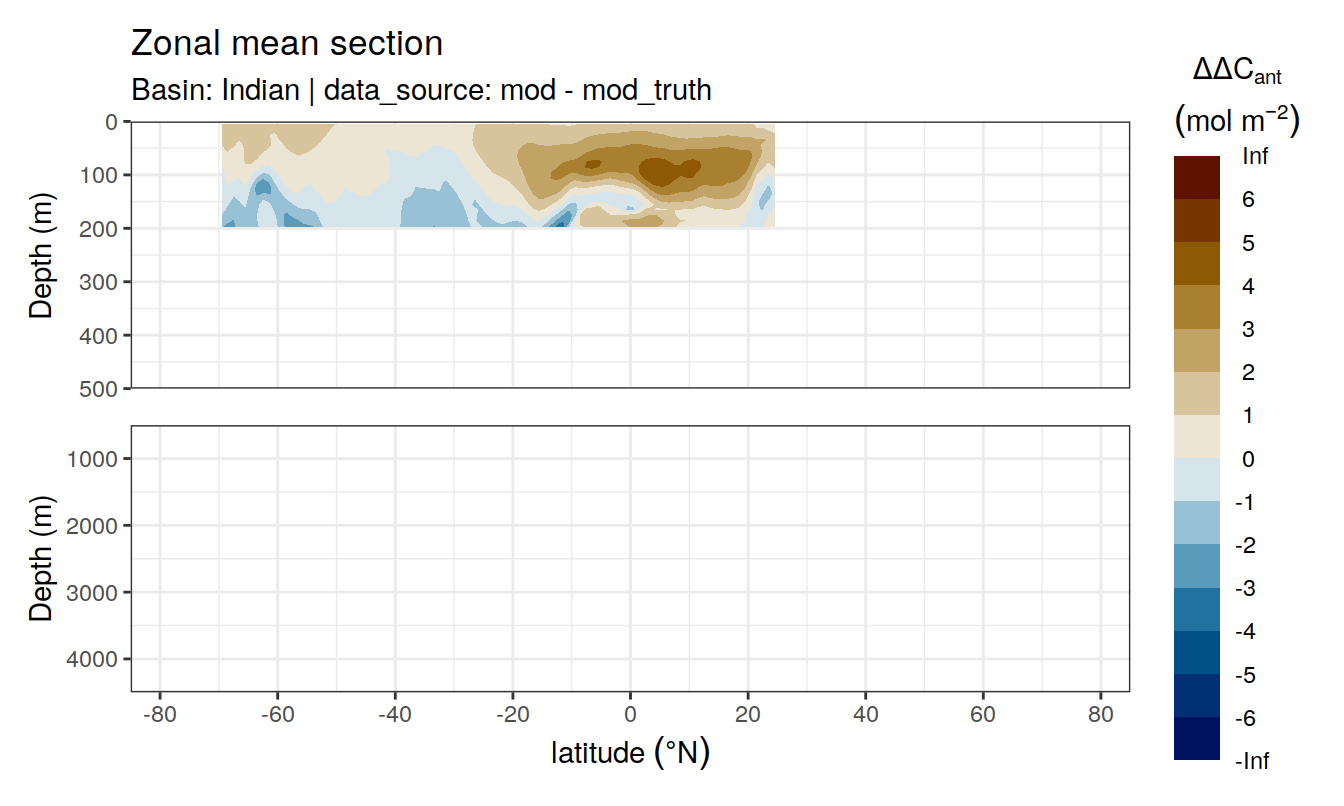 Zonal mean section
Basin: Indian | data_source: mod - mod_truth
ΔΔC_ant
(mol m⁻²)
Inf
6
5
4
3
2
1
0
-1
-2
-3
-4
-5
-6
-Inf
Depth (m)
0
100
200
300
400
500
Depth (m)
1000
2000
3000
4000
-80 -60 -40 -20 0 20 40 60 80
latitude (°N)